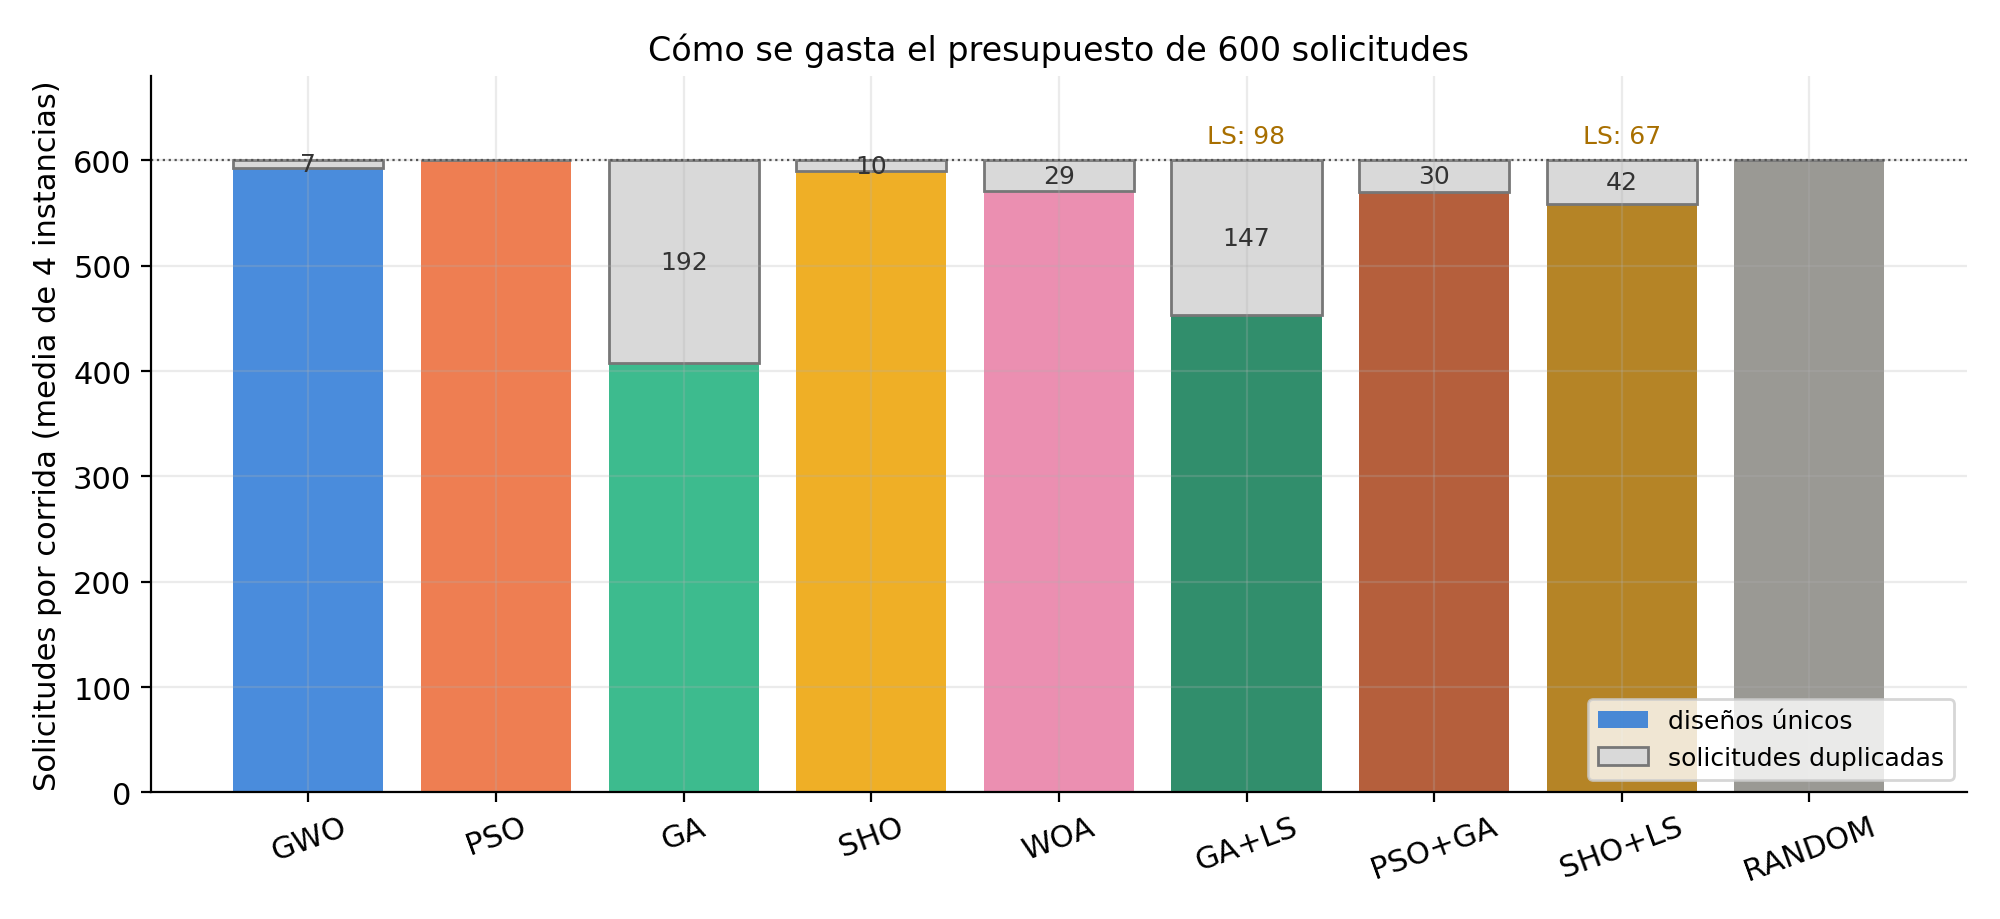 Cómo se gasta el presupuesto de 600 solicitudes
Solicitudes por corrida (media de 4 instancias)
600
500
400
300
200
100
0
LS: 98
LS: 67
7
192
10
29
147
30
42
diseños únicos
solicitudes duplicadas
GWO
PSO
GA
SHO
WOA
GA+LS
PSO+GA
SHO+LS
RANDOM